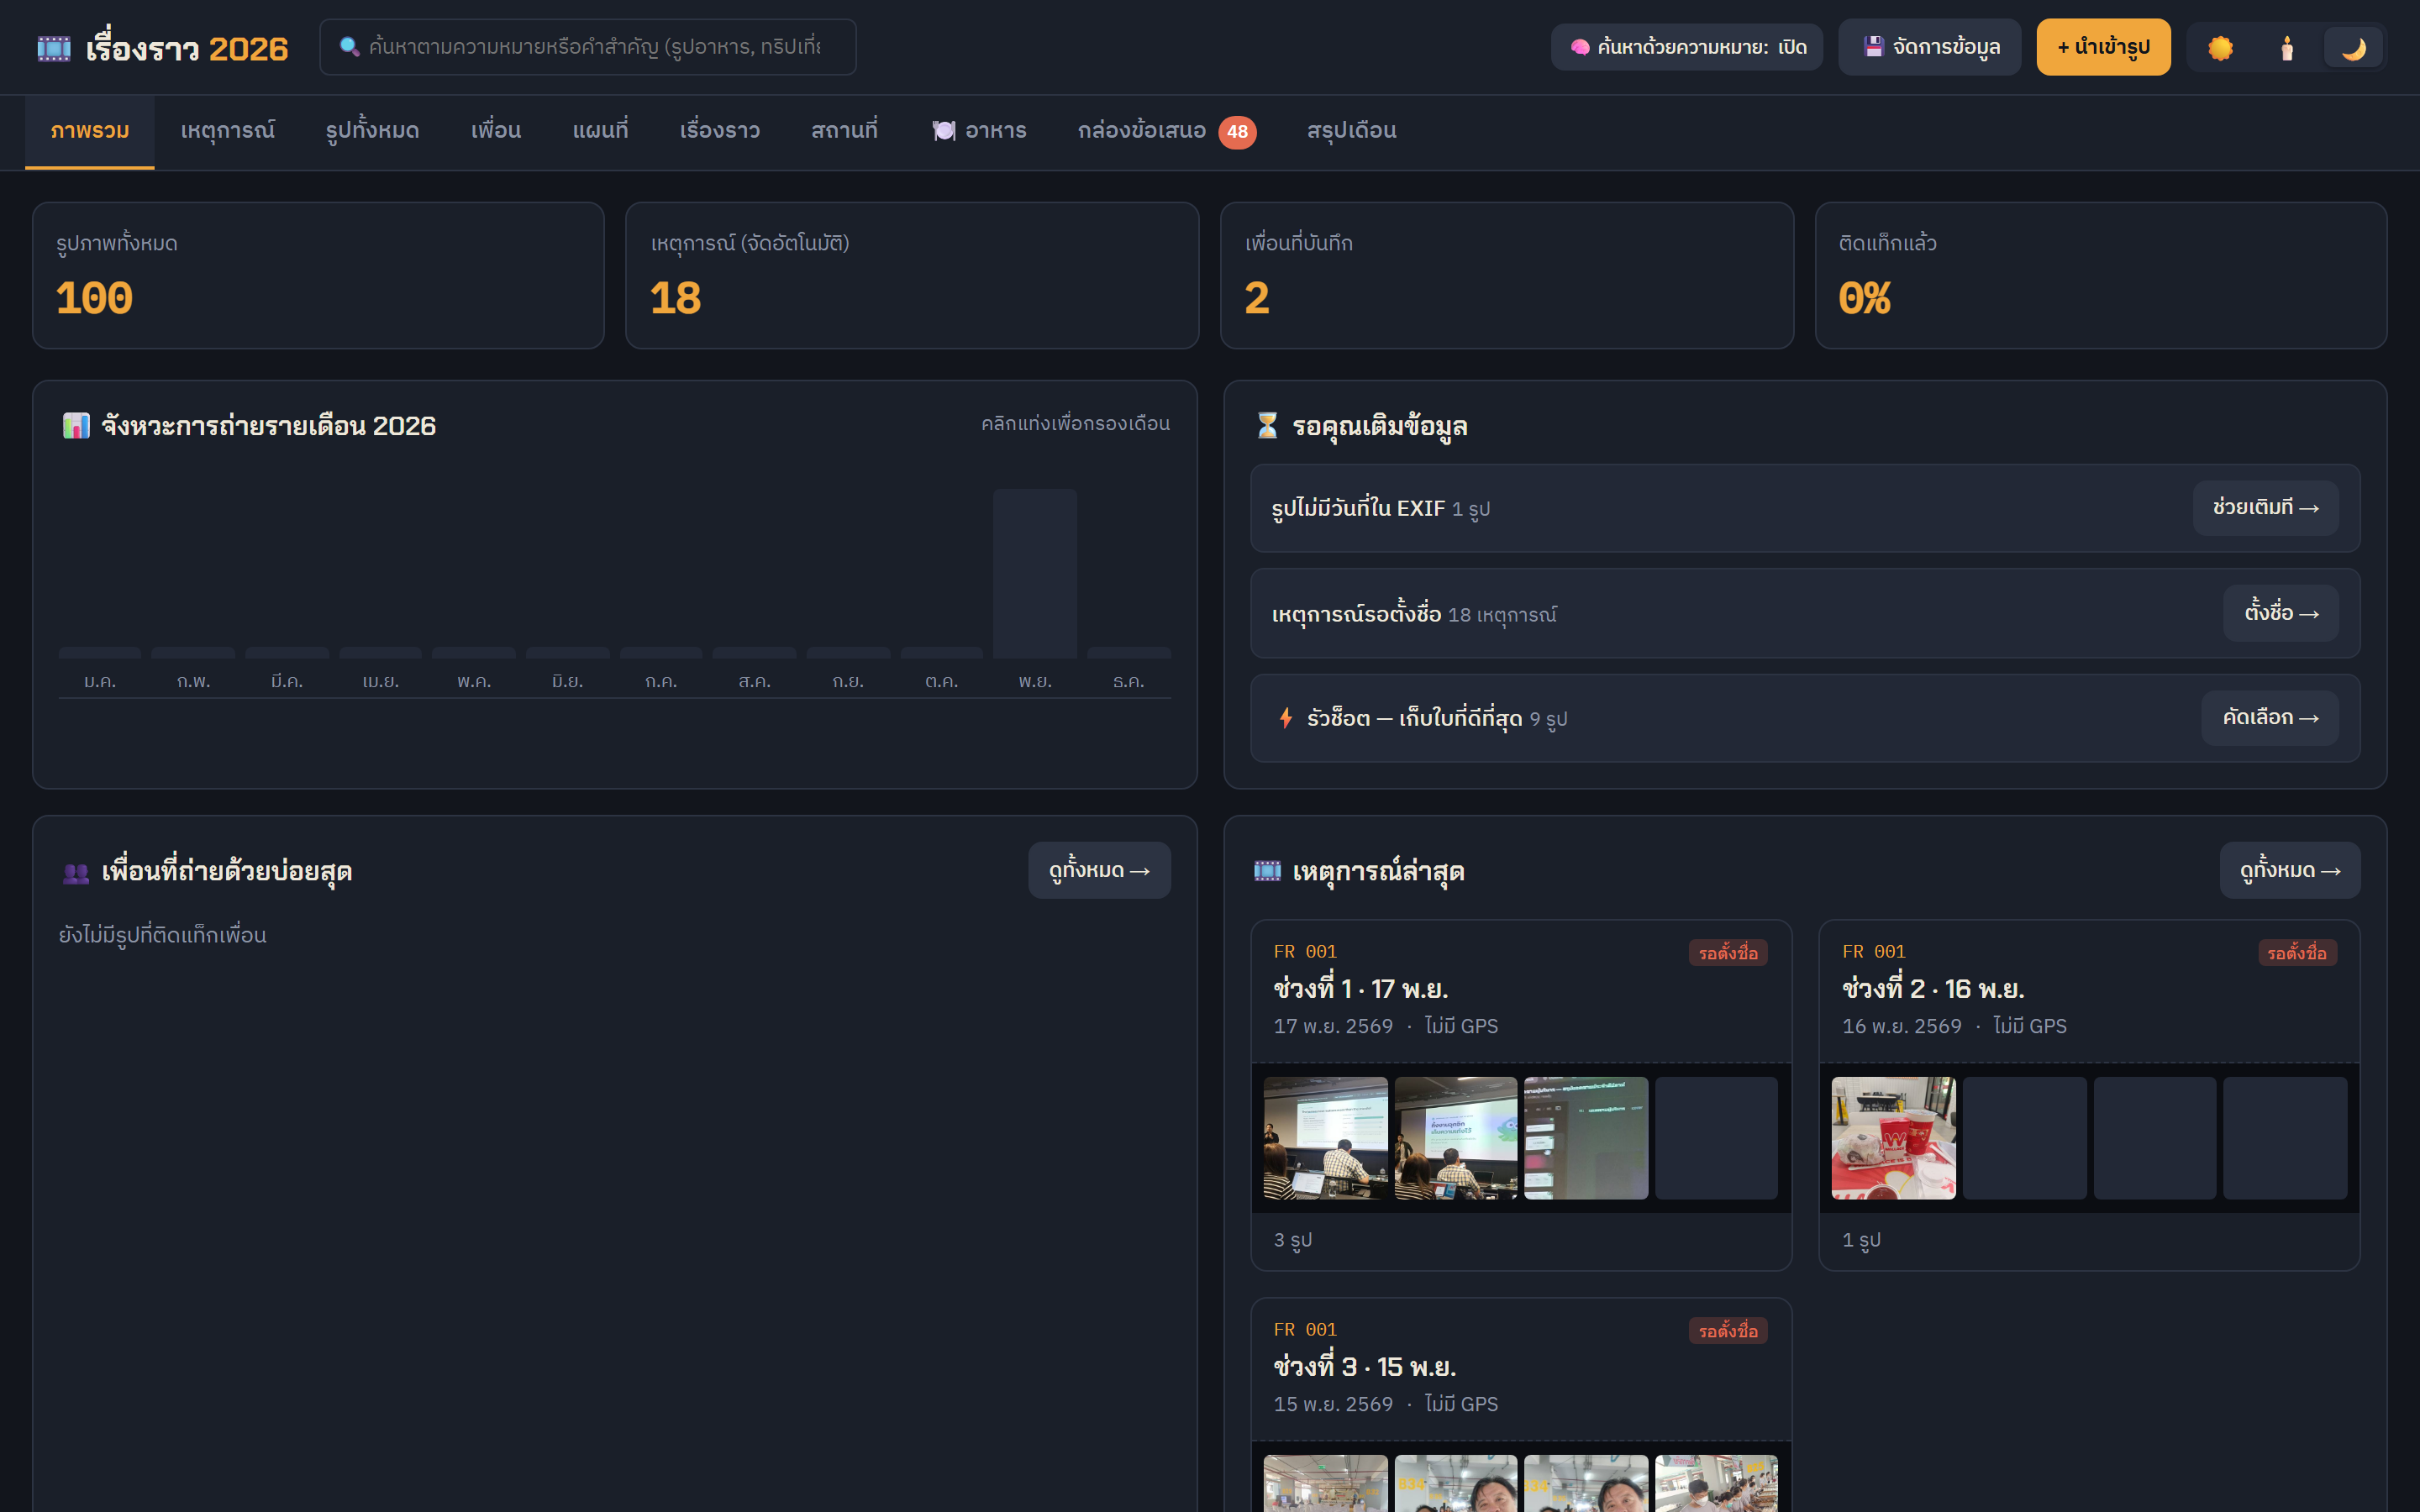 เรื่องราว 2026
ค้นหาตามความหมายหรือคำสำคัญ (รูปอาหาร, ทริปเที่ย
ค้นหาด้วยความหมาย: เปิด
จัดการข้อมูล
+ นำเข้ารูป
ภาพรวม
เหตุการณ์
รูปทั้งหมด
เพื่อน
แผนที่
เรื่องราว
สถานที่
อาหาร
กล่องข้อเสนอ 48
สรุปเดือน
รูปภาพทั้งหมด
100
เหตุการณ์ (จัดอัตโนมัติ)
18
เพื่อนที่บันทึก
2
ติดแท็กแล้ว
0%
จังหวะการถ่ายรายเดือน 2026
คลิกแท่งเพื่อกรองเดือน
ม.ค. ก.พ. มี.ค. เม.ย. พ.ค. มิ.ย. ก.ค. ส.ค. ก.ย. ต.ค. พ.ย. ธ.ค.
รอคุณเติมข้อมูล
รูปไม่มีวันที่ใน EXIF 1 รูป
ช่วยเติมที →
เหตุการณ์รอตั้งชื่อ 18 เหตุการณ์
ตั้งชื่อ →
รัวช็อต — เก็บใบที่ดีที่สุด 9 รูป
คัดเลือก →
เพื่อนที่ถ่ายด้วยบ่อยสุด
ดูทั้งหมด →
ยังไม่มีรูปที่ติดแท็กเพื่อน
เหตุการณ์ล่าสุด
ดูทั้งหมด →
FR 001
รอตั้งชื่อ
ช่วงที่ 1 · 17 พ.ย.
17 พ.ย. 2569 · ไม่มี GPS
3 รูป
FR 001
รอตั้งชื่อ
ช่วงที่ 2 · 16 พ.ย.
16 พ.ย. 2569 · ไม่มี GPS
1 รูป
FR 001
รอตั้งชื่อ
ช่วงที่ 3 · 15 พ.ย.
15 พ.ย. 2569 · ไม่มี GPS